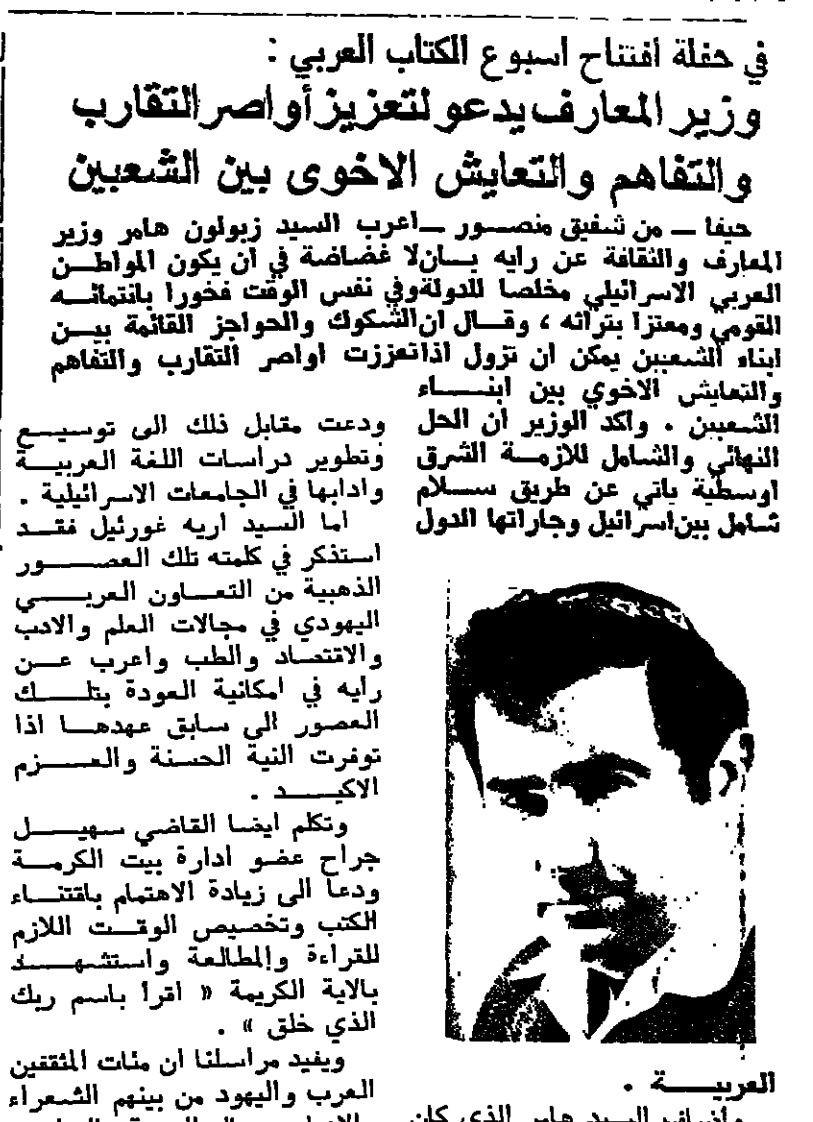 في حفلة افتتاح اسبوع الكتاب العربي :
وزير المعارف يدعو لتعزيز أواصر التقارب
والتفاهم والتعايش الاخوى بين الشعبين
حيفا — من شفيق منصور — اعرب السيد زبولون هامر وزير
المعارف والثقافة عن رايه بان لا غضاضة في ان يكون المواطن
العربي الاسرائيلي مخلصا للدولة وفي نفس الوقت فخورا بانتمائه
القومي ومعتزا بتراثه ، وقال ان الشكوك والحواجز القائمة بين
ابناء الشعبين يمكن ان تزول اذا تعززت اواصر التقارب والتفاهم
والتعايش الاخوي بين ابناء
الشعبين . واكد الوزير ان الحل
النهائي والشامل للازمة الشرق
اوسطية ياتي عن طريق سلام
شامل بين اسرائيل وجاراتها الدول
العربية .
واضاف السيد هامر الذي كان
ودعت مقابل ذلك الى توسيع
وتطوير دراسات اللغة العربية
وادابها في الجامعات الاسرائيلية .
اما السيد اريه غورئيل فقد
استذكر في كلمته تلك العصور
الذهبية من التعاون العربي
اليهودي في مجالات العلم والادب
والاقتصاد والطب واعرب عن
رايه في امكانية العودة بتلك
العصور الى سابق عهدها اذا
توفرت النية الحسنة والعزم
الاكيد .
وتكلم ايضا القاضي سهيل
جراح عضو ادارة بيت الكرمة
ودعا الى زيادة الاهتمام باقتناء
الكتب وتخصيص الوقت اللازم
للقراءة والمطالعة واستشهد
بالاية الكريمة « اقرا باسم ربك
الذي خلق » .
ويفيد مراسلنا ان مئات المثقفين
العرب واليهود من بينهم الشعراء